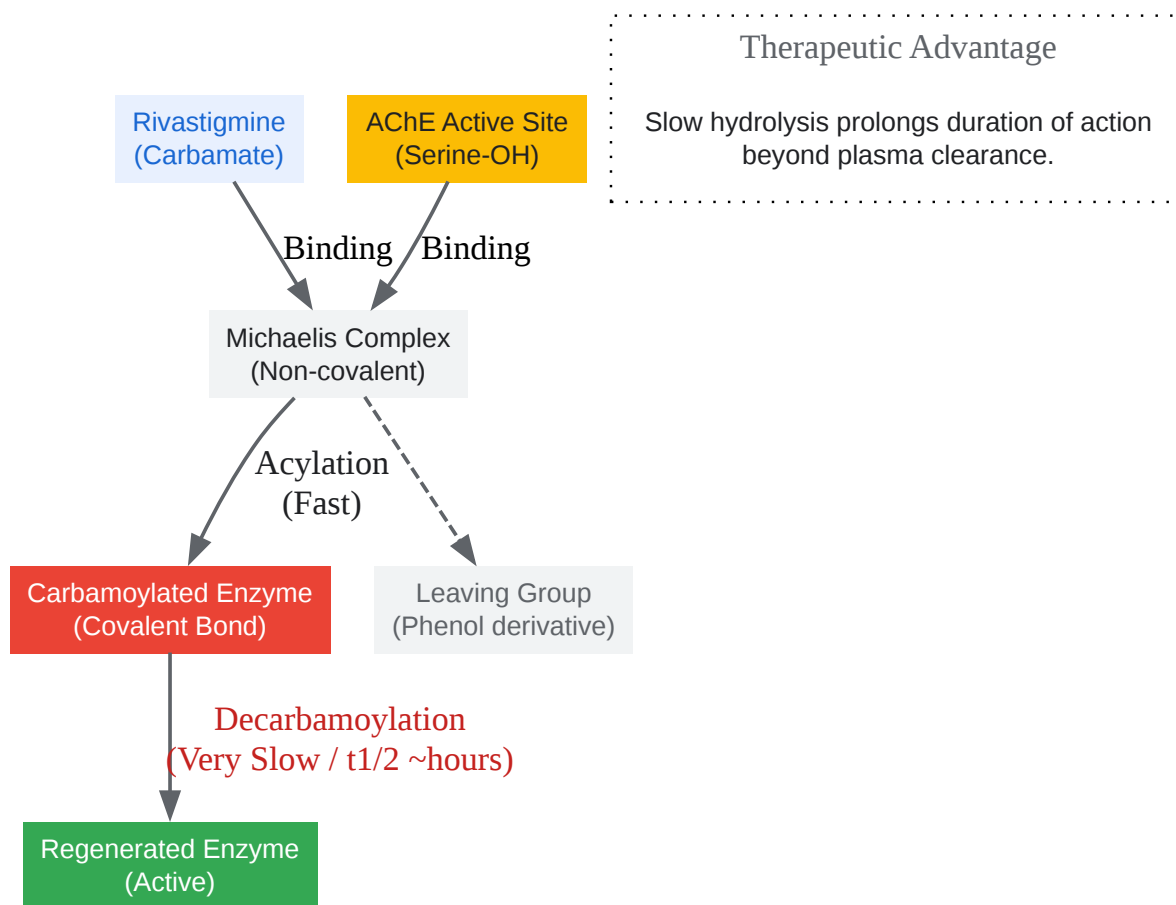 Therapeutic Advantage
Slow hydrolysis prolongs duration of action
beyond plasma clearance.
Rivastigmine
(Carbamate)
AChE Active Site
(Serine-OH)
Binding
Binding
Michaelis Complex
(Non-covalent)
Acylation
(Fast)
Carbamoylated Enzyme
(Covalent Bond)
Leaving Group
(Phenol derivative)
Decarbamoylation
(Very Slow / t1/2 ~hours)
Regenerated Enzyme
(Active)